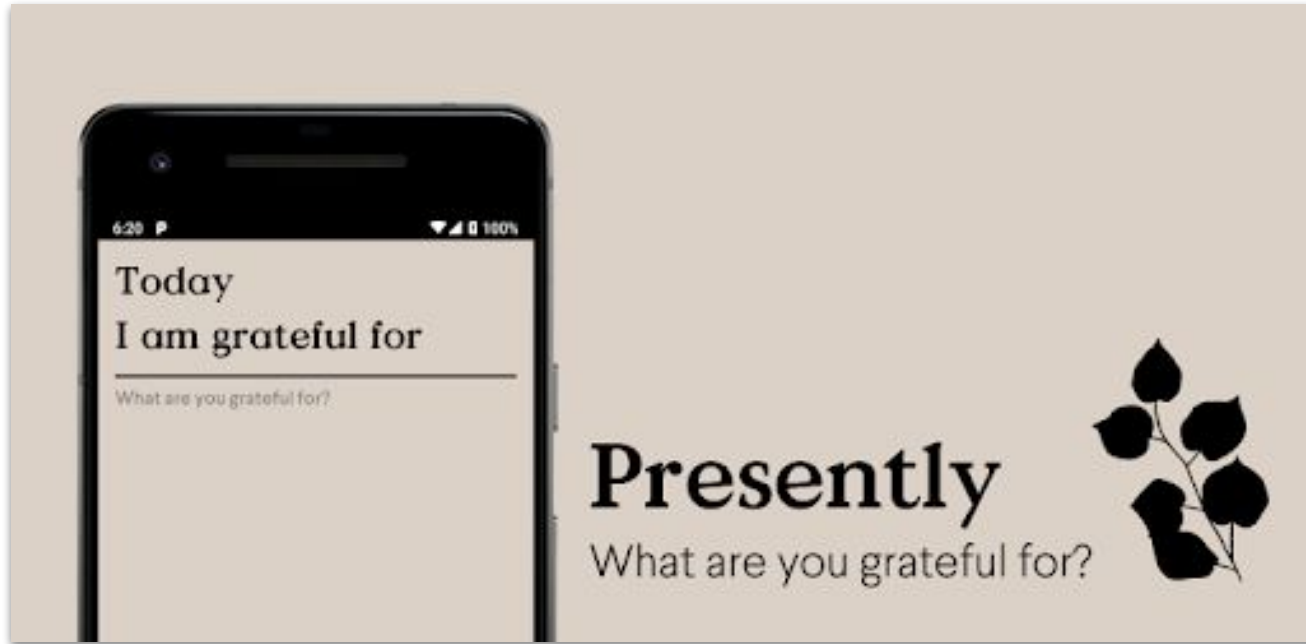 6:20 P 100%
Today
I am grateful for
What are you grateful for?
Presently
What are you grateful for?